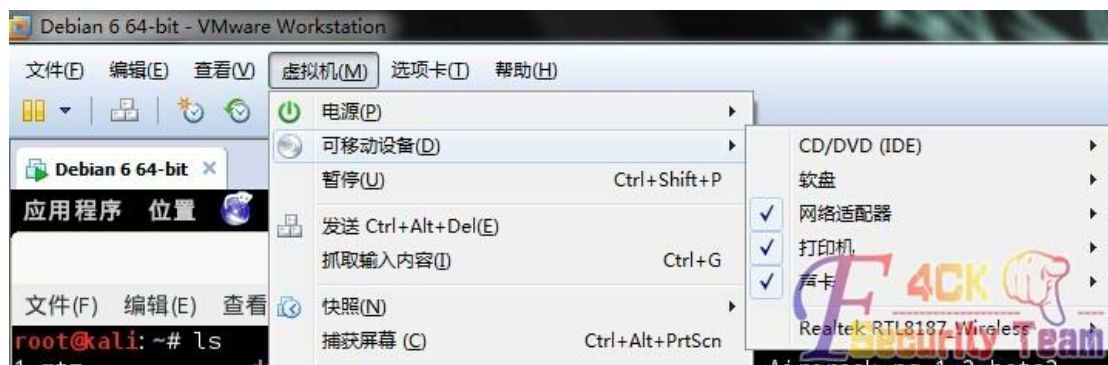 Debian 6 64-bit - VMware Workstation
文件(F) 编辑(E) 查看(V) 虚拟机(M) 选项卡(T) 帮助(H)
电源(P)
可移动设备(D)
CD/DVD (IDE)
Debian 6 64-bit
暂停(U) Ctrl+Shift+P
软盘
应用程序 位置
发送 Ctrl+Alt+Del(E)
网络适配器
抓取输入内容(I) Ctrl+G
打印机
声卡
F4CK
文件(F) 编辑(E) 查看
快照(N)
Realtek RTL8187_Wireless
Security Team
root@kali:~# ls
捕获屏幕 (C) Ctrl+Alt+PrtScn